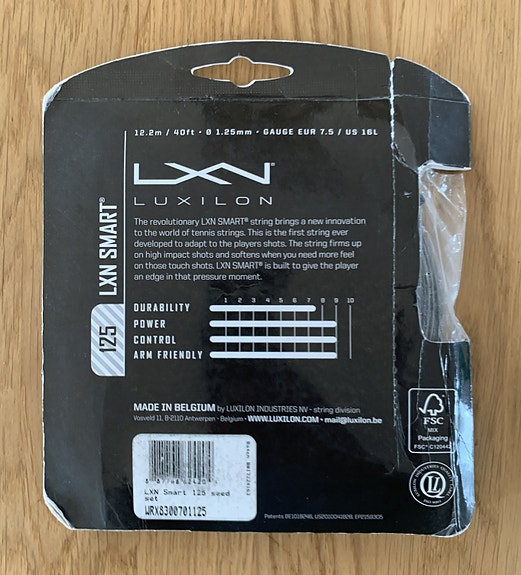 12.2m / 40ft • Ø 1.25mm • GAUGE EUR 7.5 / US 16L
LXN®
LUXILON
125 LXN SMART®
The revolutionary LXN SMART® string brings a new innovation
to the world of tennis strings. This is the first string ever
developed to adapt to the players shots. The string firms up
on high impact shots and softens when you need more feel
on those touch shots. LXN SMART® is built to give the player
an edge in that pressure moment.
1 2 3 4 5 6 7 8 9 10
DURABILITY
POWER
CONTROL
ARM FRIENDLY
MADE IN BELGIUM by LUXILON INDUSTRIES NV - string division
Vosveld 11, B-2110 Antwerpen - Belgium • WWW.LUXILON.COM • mail@luxilon.be
FSC
MIX
Packaging
LXN Smart 125 seed
set
WRX8300701125
Patents BE1018246, US2010041828, EP2159305